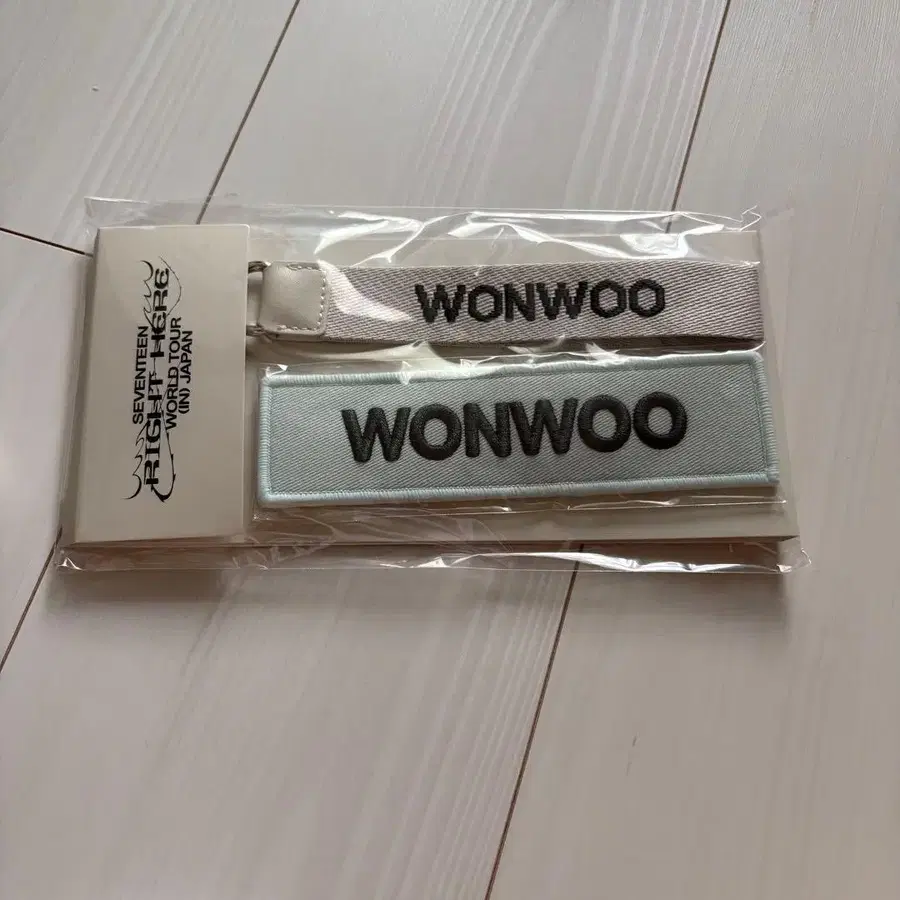 SEVENTEEN
RIGHT HERE
WORLD TOUR
(IN) JAPAN
WONWOO
WONWOO